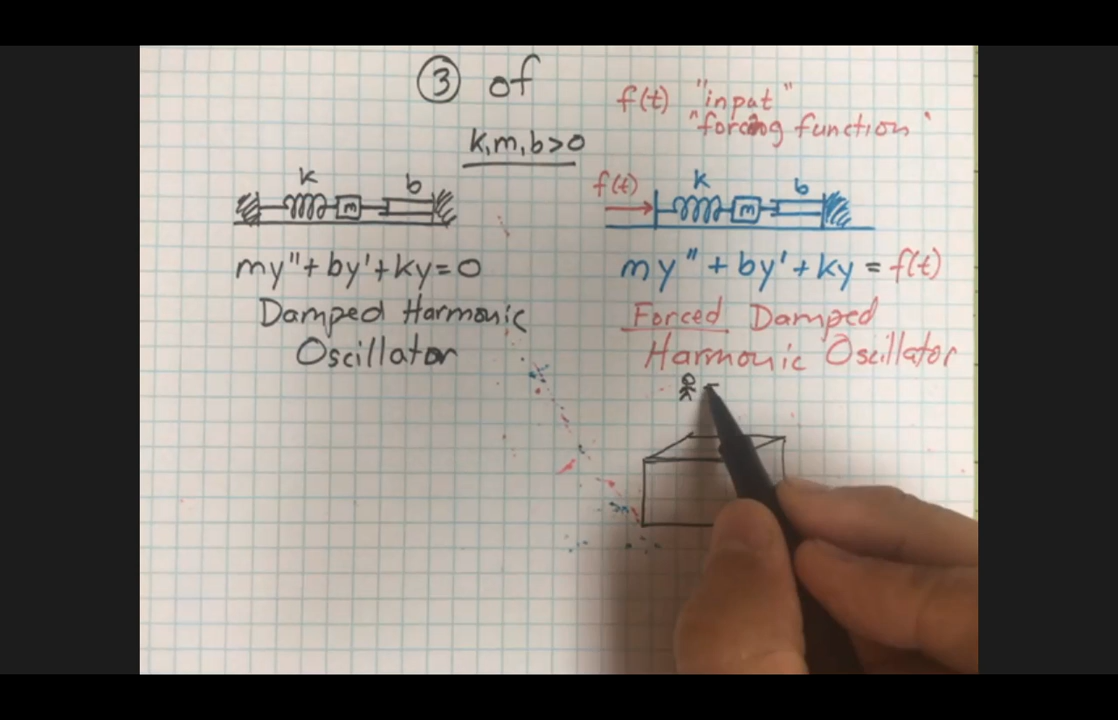 ③ of
f(t) "input"
"forcing function"
k,m,b>0
k b
m
my"+by'+ky=0
Damped Harmonic
Oscillator
f(t) k b
m
my"+by'+ky = f(t)
Forced Damped
Harmonic Oscillator